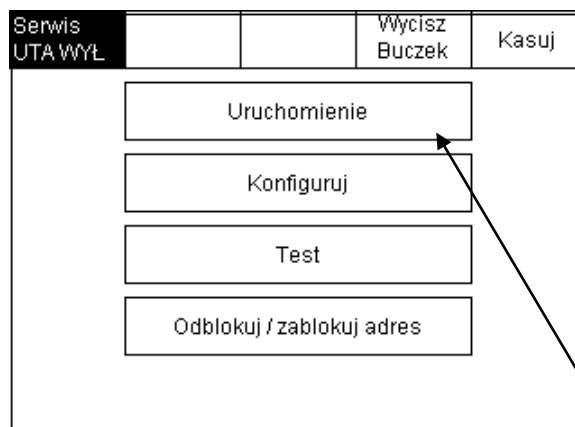 Serwis
UTA WYŁ
Wycisz
Buczek
Kasuj
Uruchomienie
Konfiguruj
Test
Odblokuj / zablokuj adres